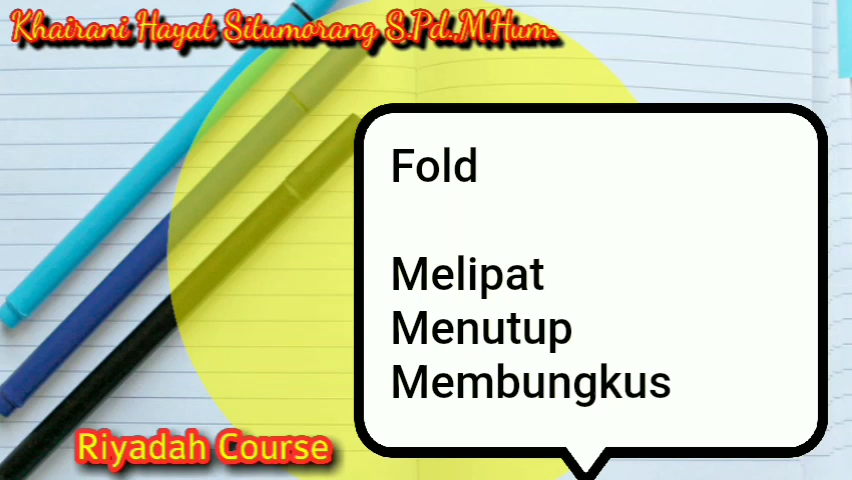 Khairani Hayat Situmorang S.Pd.,M.Hum.
Fold
Melipat
Menutup
Membungkus
Riyadah Course